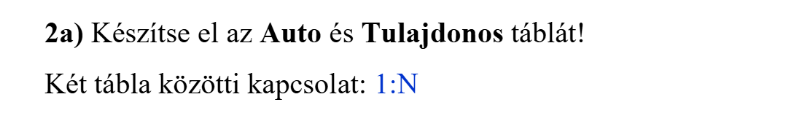 2a) Készítse el az Auto és Tulajdonos táblát!
Két tábla közötti kapcsolat: 1:N